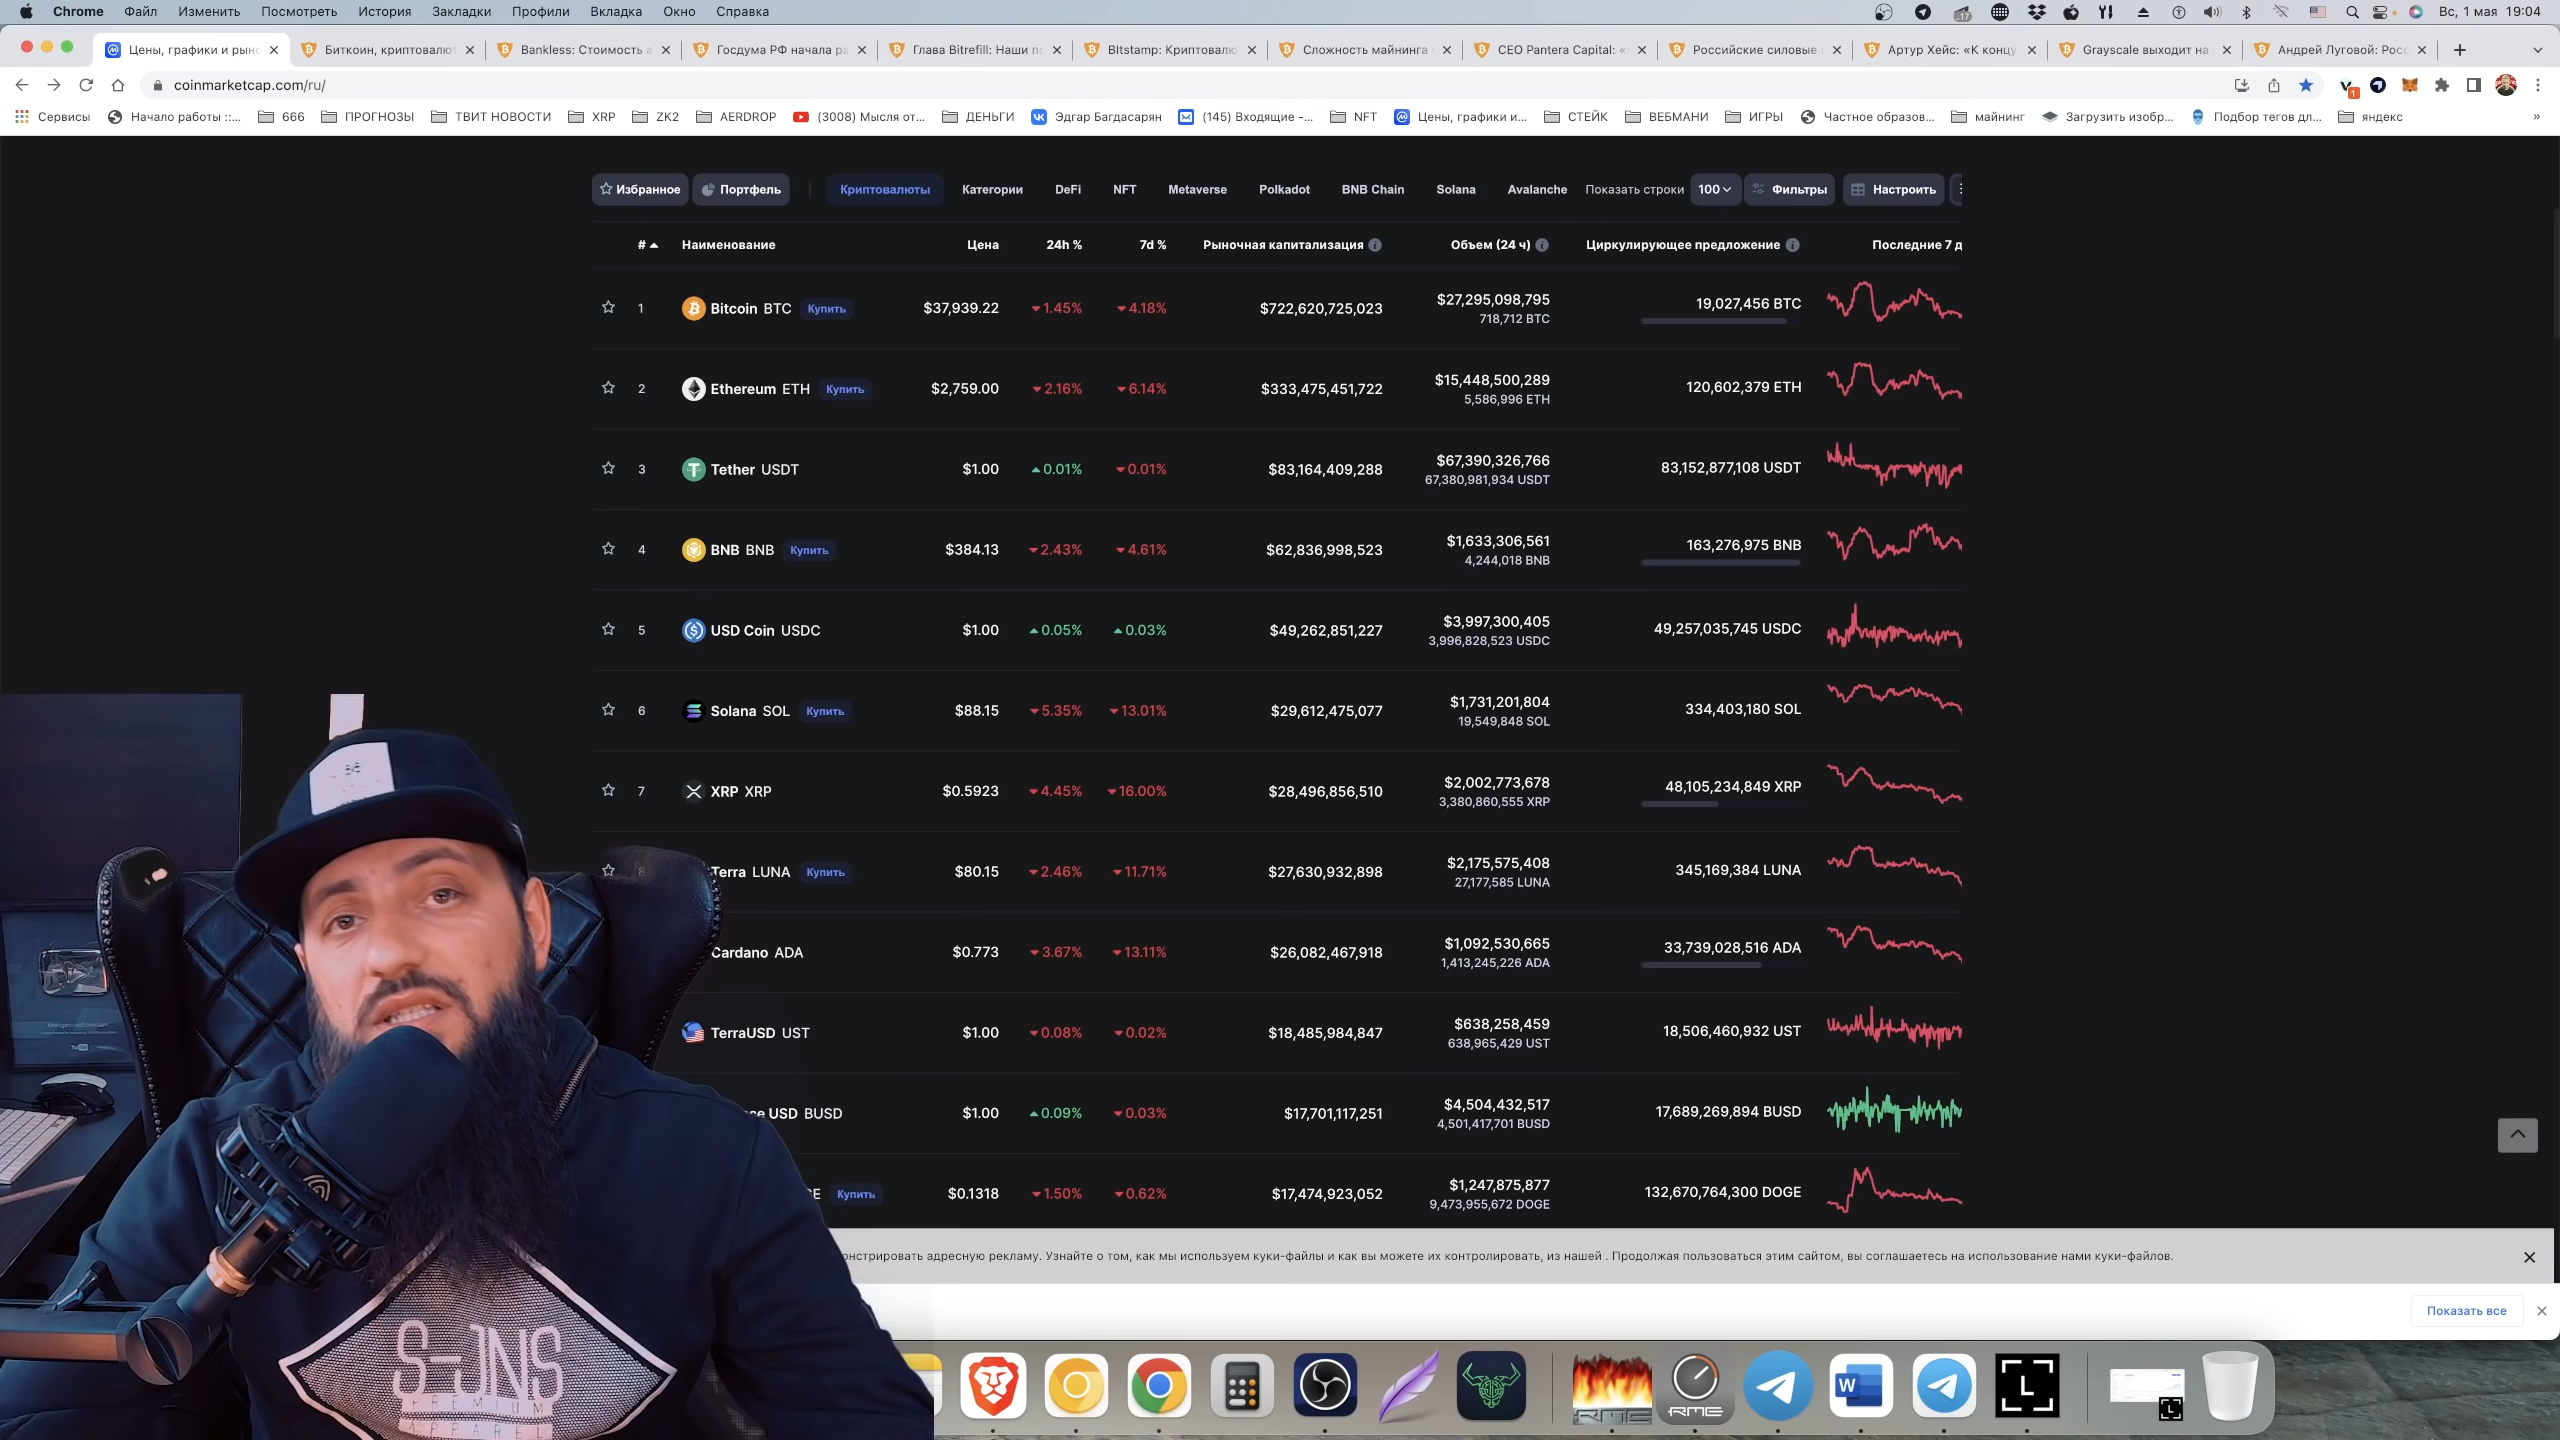 Chrome Файл Изменить Посмотреть История Закладки Профили Вкладка Окно Справка Вс, 1 мая 19:04
Цены, графики и рын Биткоин, криптовалют Bankless: Стоимость а Госдума РФ начала ра Глава Bitrefill: Наши п BItstamp: Криптовалю Сложность майнинга CEO Pantera Capital: « Российские силовые Артур Хейс: «К концу Grayscale выходит на Андрей Луговой: Рос
coinmarketcap.com/ru/
Сервисы Начало работы ::... 666 ПРОГНОЗЫ ТВИТ НОВОСТИ XRP ZK2 AERDROP (3008) Мысля от... ДЕНЬГИ Эдгар Багдасарян (145) Входящие -... NFT Цены, графики и... СТЕЙК ВЕБМАНИ ИГРЫ Частное образов... майнинг Загрузить изобр... Подбор тегов дл... яндекс »
Избранное Портфель Криптовалюты Категории DeFi NFT Metaverse Polkadot BNB Chain Solana Avalanche Показать строки 100 Фильтры Настроить
# Наименование Цена 24h % 7d % Рыночная капитализация Объем (24 ч) Циркулирующее предложение Последние 7 д
1 Bitcoin BTC Купить $37,939.22 1.45% 4.18% $722,620,725,023 $27,295,098,795 19,027,456 BTC
718,712 BTC
2 Ethereum ETH Купить $2,759.00 2.16% 6.14% $333,475,451,722 $15,448,500,289 120,602,379 ETH
5,586,996 ETH
3 Tether USDT $1.00 0.01% 0.01% $83,164,409,288 $67,390,326,766 83,152,877,108 USDT
67,380,981,934 USDT
4 BNB BNB Купить $384.13 2.43% 4.61% $62,836,998,523 $1,633,306,561 163,276,975 BNB
4,244,018 BNB
5 USD Coin USDC $1.00 0.05% 0.03% $49,262,851,227 $3,997,300,405 49,257,035,745 USDC
3,996,828,523 USDC
6 Solana SOL Купить $88.15 5.35% 13.01% $29,612,475,077 $1,731,201,804 334,403,180 SOL
19,549,848 SOL
7 XRP XRP $0.5923 4.45% 16.00% $28,496,856,510 $2,002,773,678 48,105,234,849 XRP
3,380,860,555 XRP
8 Terra LUNA Купить $80.15 2.46% 11.71% $27,630,932,898 $2,175,575,408 345,169,384 LUNA
27,177,585 LUNA
Cardano ADA $0.773 3.67% 13.11% $26,082,467,918 $1,092,530,665 33,739,028,516 ADA
1,413,245,226 ADA
TerraUSD UST $1.00 0.08% 0.02% $18,485,984,847 $638,258,459 18,506,460,932 UST
638,965,429 UST
ce USD BUSD $1.00 0.09% 0.03% $17,701,117,251 $4,504,432,517 17,689,269,894 BUSD
4,501,417,701 BUSD
E Купить $0.1318 1.50% 0.62% $17,474,923,052 $1,247,875,877 132,670,764,300 DOGE
9,473,955,672 DOGE
онстрировать адресную рекламу. Узнайте о том, как мы используем куки-файлы и как вы можете их контролировать, из нашей . Продолжая пользоваться этим сайтом, вы соглашаетесь на использование нами куки-файлов.
Показать все
S-JNS
PREMIUM
APPAREL
RME
RME
W
L
L